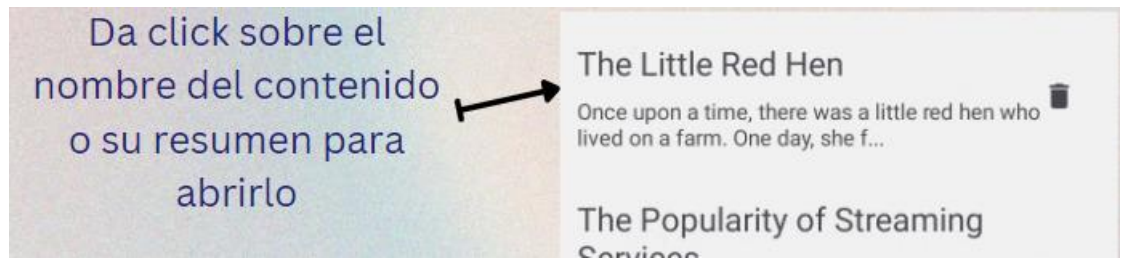 Da click sobre el
nombre del contenido
o su resumen para
abrirlo
The Little Red Hen
Once upon a time, there was a little red hen who
lived on a farm. One day, she f...
The Popularity of Streaming
Services